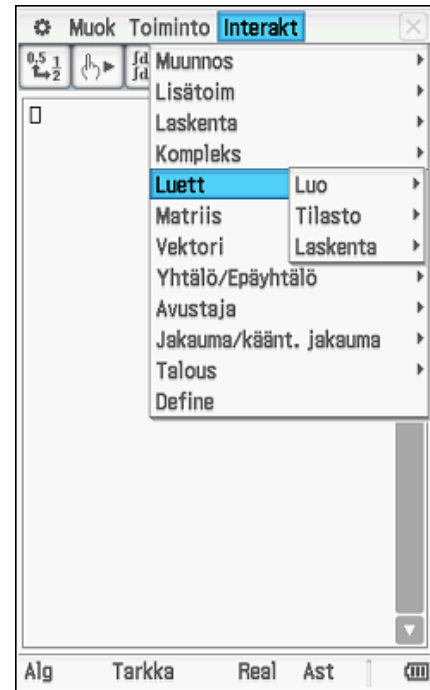 Muok Toiminto Interakt
0.5 1 2
Muunnos
Lisätoim
Laskenta
Kompleks
Luett
Luo
Matriis
Tilasto
Vektori
Laskenta
Yhtälö/Epäyhtälö
Avustaja
Jakauma/käänt. jakauma
Talous
Define
Alg Tarkka Real Ast